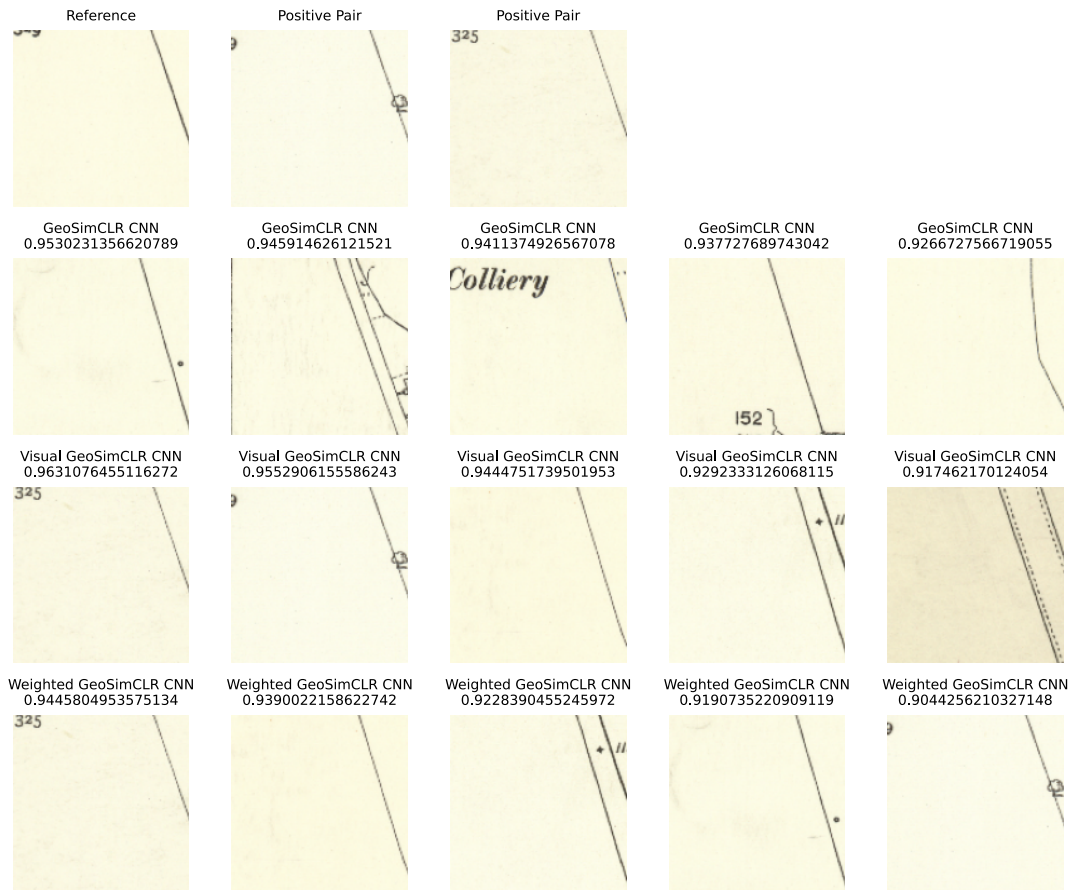 Reference
Positive Pair
Positive Pair
325
9
GeoSimCLR CNN
0.9530231356620789
GeoSimCLR CNN
0.945914626121521
GeoSimCLR CNN
0.9411374926567078
GeoSimCLR CNN
0.937727689743042
GeoSimCLR CNN
0.9266727566719055
Colliery
152
Visual GeoSimCLR CNN
0.9631076455116272
Visual GeoSimCLR CNN
0.9552906155586243
Visual GeoSimCLR CNN
0.9444751739501953
Visual GeoSimCLR CNN
0.9292333126068115
Visual GeoSimCLR CNN
0.917462170124054
325
9
Weighted GeoSimCLR CNN
0.9445804953575134
Weighted GeoSimCLR CNN
0.9390022158622742
Weighted GeoSimCLR CNN
0.9228390455245972
Weighted GeoSimCLR CNN
0.9190735220909119
Weighted GeoSimCLR CNN
0.9044256210327148
325
9